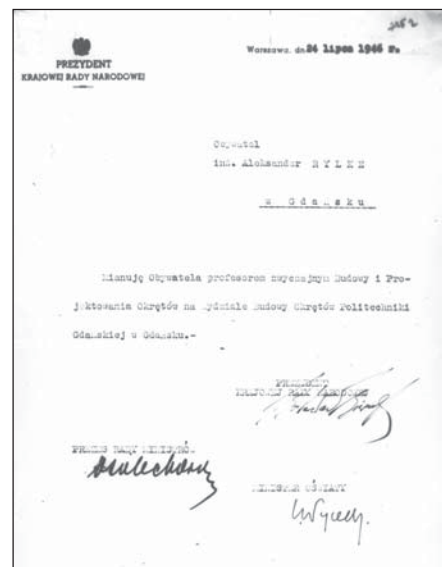 Warszawa, dn. 24 lipca 1946 r.
PREZYDENT
KRAJOWEJ RADY NARODOWEJ
Obywatel
inż. Aleksander RYLKE
w Gdańsku
Mianuję Obywatela profesorem zwyczajnym Budowy i Pro-
jektowania Okrętów na Wydziale Budowy Okrętów Politechniki
Gdańskiej w Gdańsku.-
PREZYDENT
KRAJOWEJ RADY NARODOWEJ
PREZES RADY MINISTRÓW
MINISTER OŚWIATY